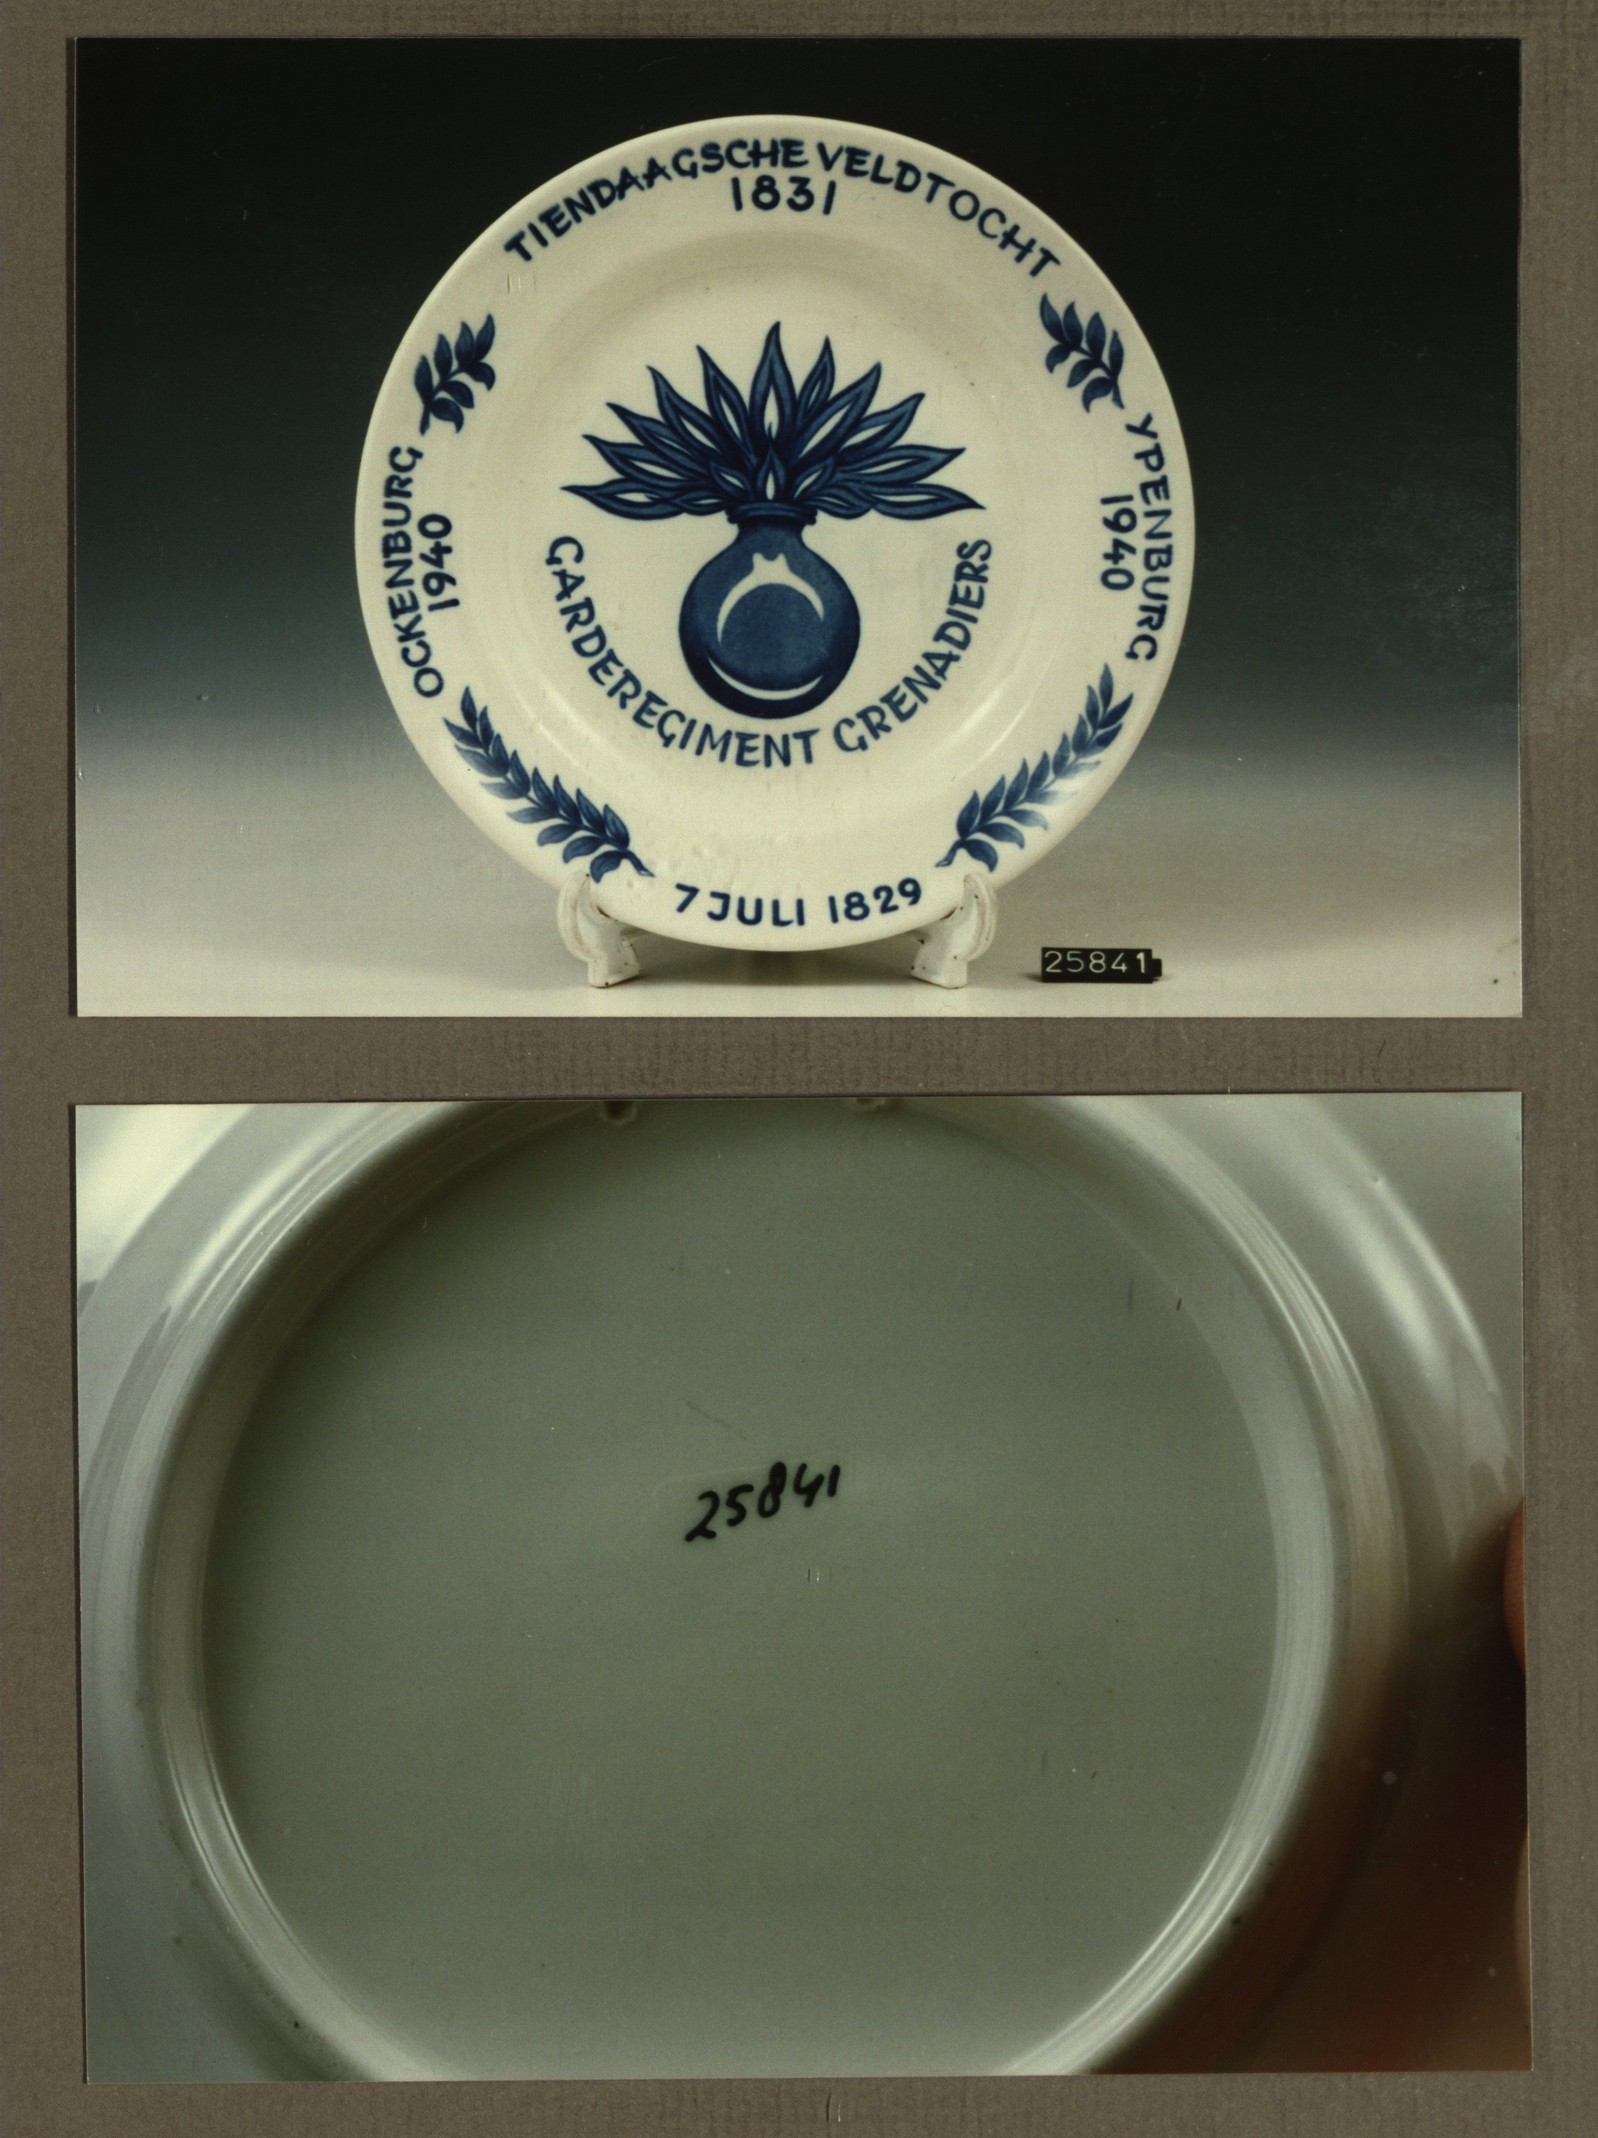 TIENDAAGSCHE VELDTOCHT
1831
OCKENBURG
1940
YPENBURG
1940
GARDEREGIMENT GRENADIERS
7 JULI 1829
25841
25841